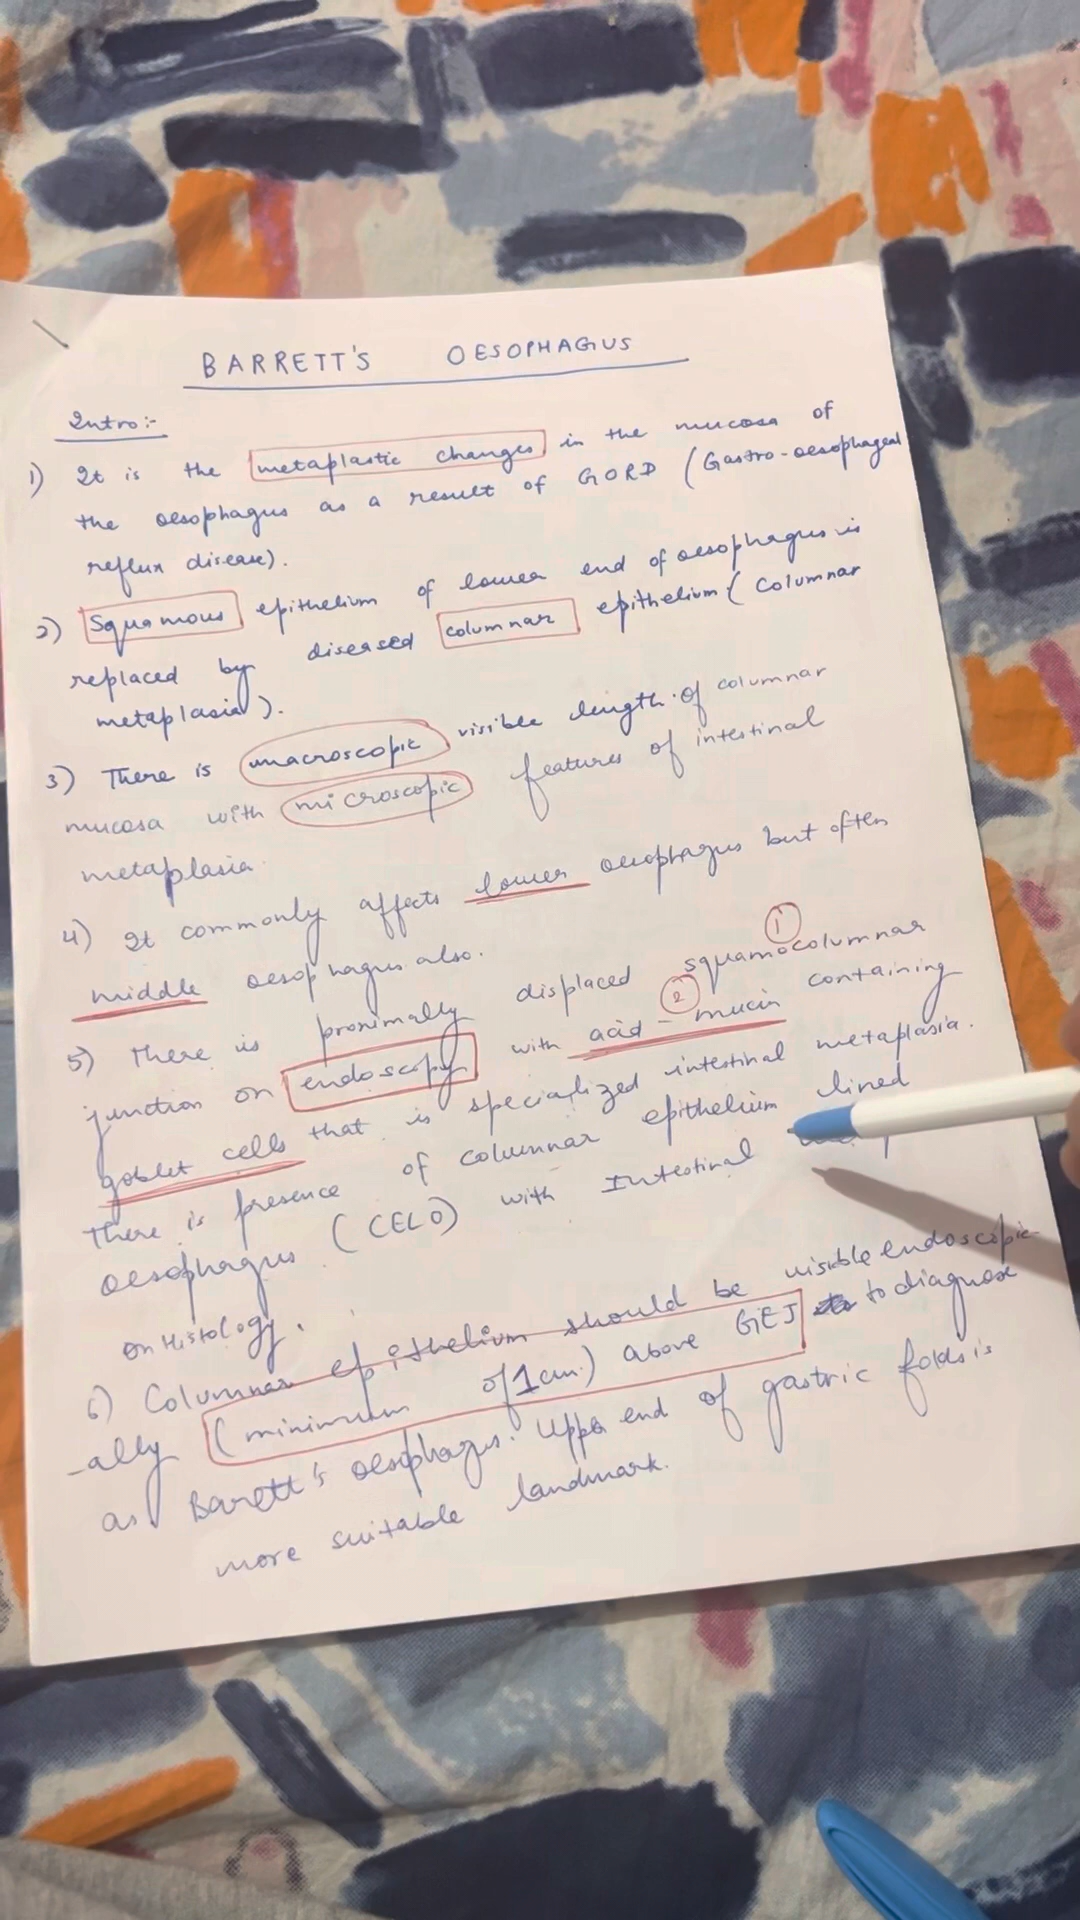 BARRETT'S OESOPHAGUS
Intro:-
1) It is the metaplastic changes in the mucosa of
the oesophagus as a result of GORD (Gastro-oesophageal
reflux disease).
2) Squamous epithelium of lower end of oesophagus is
replaced by diseased columnar epithelium (Columnar
metaplasia).
3) There is macroscopic visible length of columnar
mucosa with microscopic features of intestinal
metaplasia.
4) It commonly affects lower oesophagus but often
middle oesophagus also.
5) There is proximally displaced squamocolumnar ①
junction on endoscopy with acid - mucin containing ②
goblet cells that is specialized intestinal metaplasia.
There is presence of columnar epithelium lined
oesophagus (CELO) with Intestinal
on Histology.
6) Columnar epithelium should be visible endoscopic
-ally (minimum of 1cm) above GEJ to diagnose
as Barett's oesophagus. Upper end of gastric folds is
more suitable landmark.